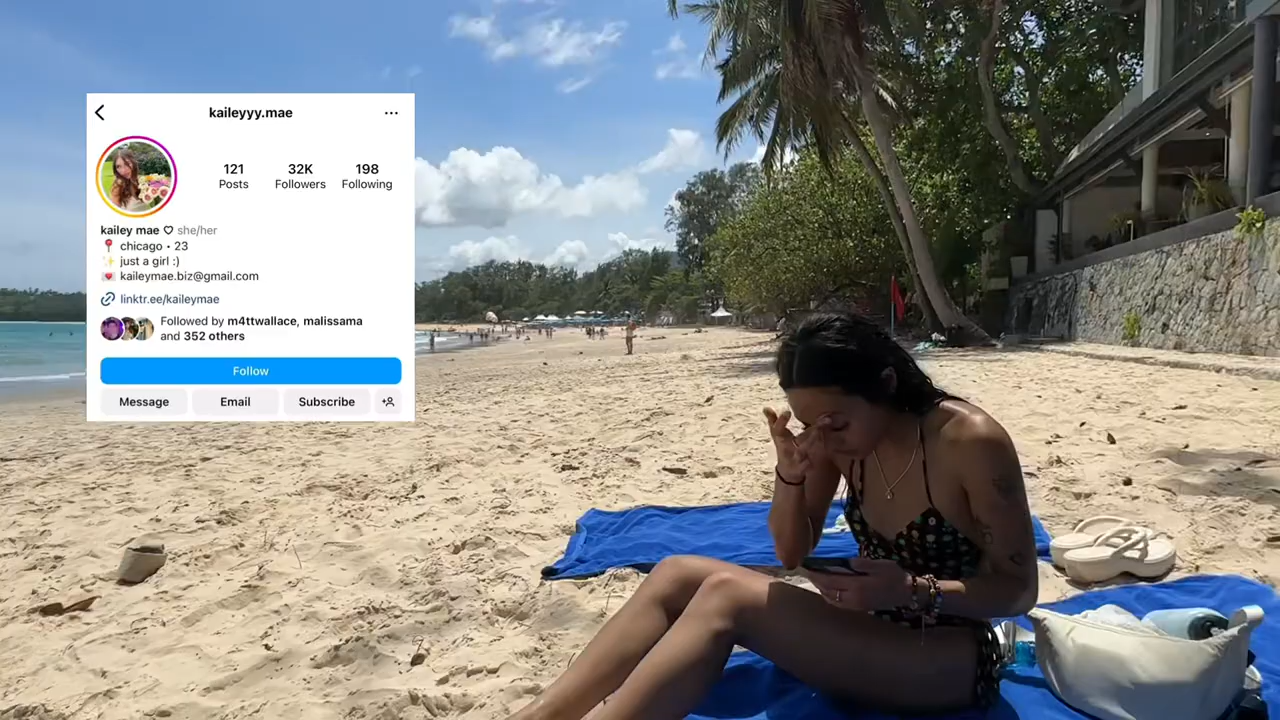 kaileyyy.mae
121 32K 198
Posts Followers Following
kailey mae she/her
chicago • 23
just a girl :)
kaileymae.biz@gmail.com
linktr.ee/kaileymae
Followed by m4ttwallace, malissama
and 352 others
Follow
Message Email Subscribe